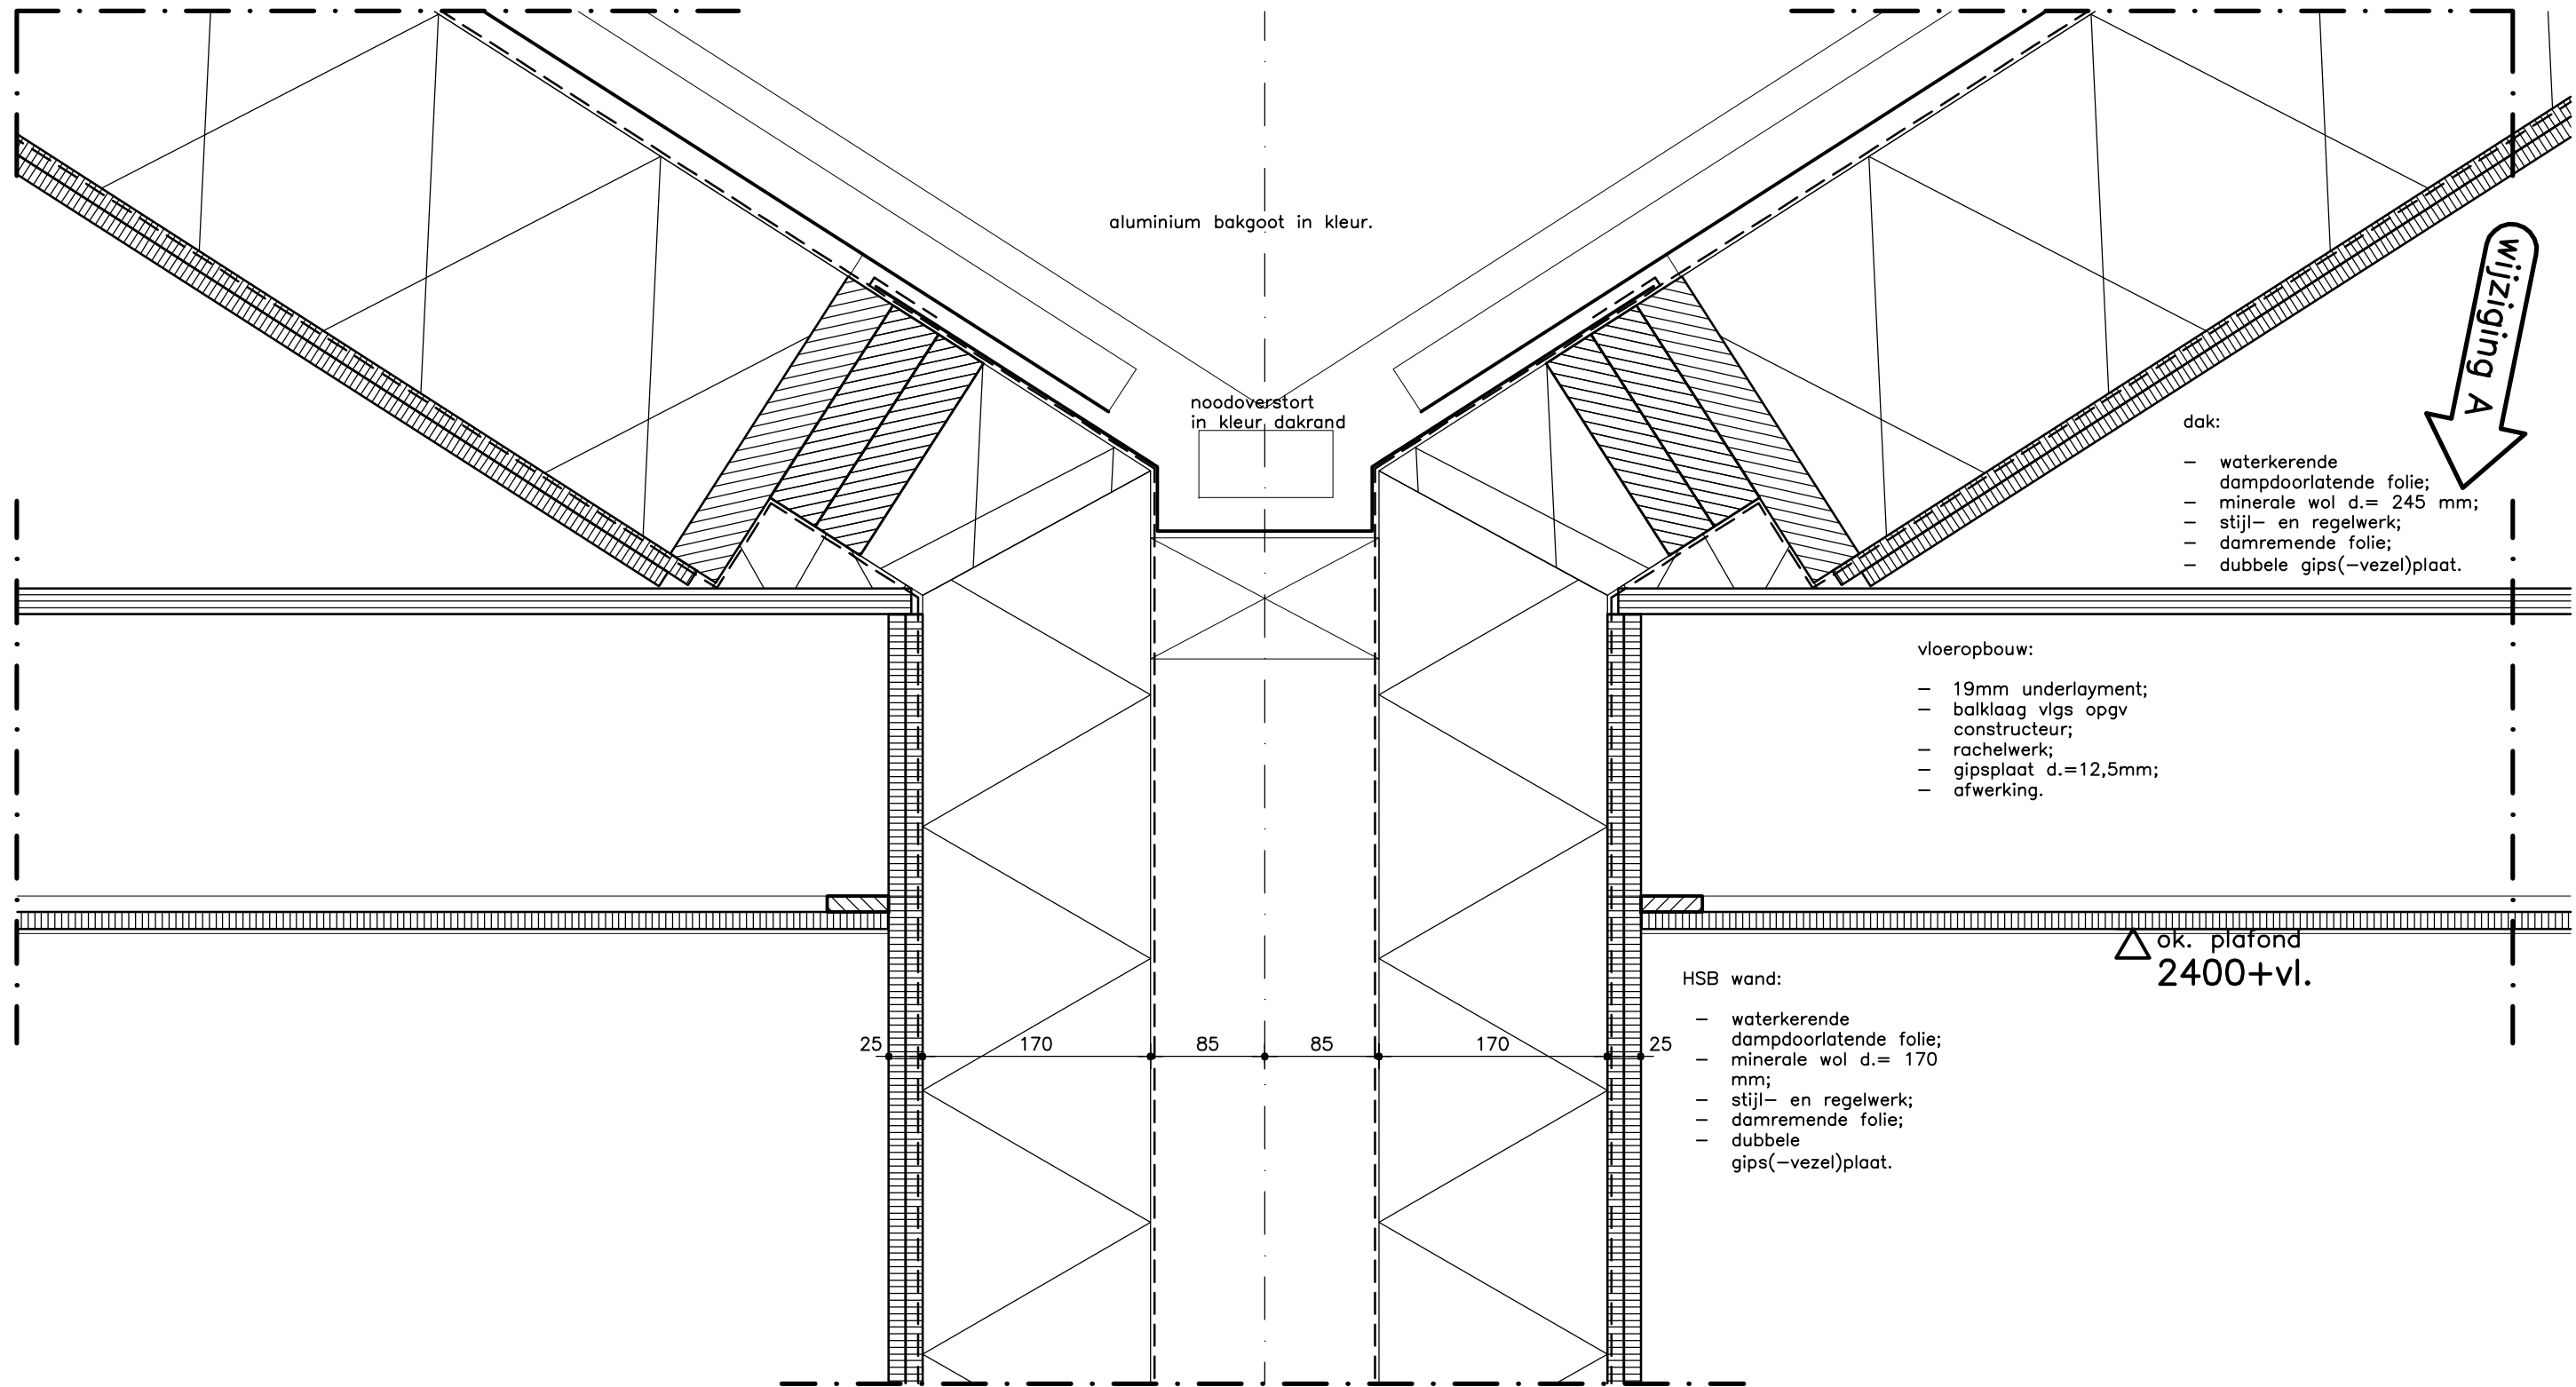 aluminium bakgoot in kleur.
noodoverstort
in kleur dakrand
wijziging A
dak:
– waterkerende
dampdoorlatende folie;
– minerale wol d.= 245 mm;
– stijl– en regelwerk;
– damremende folie;
– dubbele gips(–vezel)plaat.
vloeropbouw:
– 19mm underlayment;
– balklaag vlgs opgv
constructeur;
– rachelwerk;
– gipsplaat d.=12,5mm;
– afwerking.
ok. plafond
2400+vl.
HSB wand:
– waterkerende
dampdoorlatende folie;
– minerale wol d.= 170
mm;
– stijl– en regelwerk;
– damremende folie;
– dubbele
gips(–vezel)plaat.
25 170 85 85 170 25